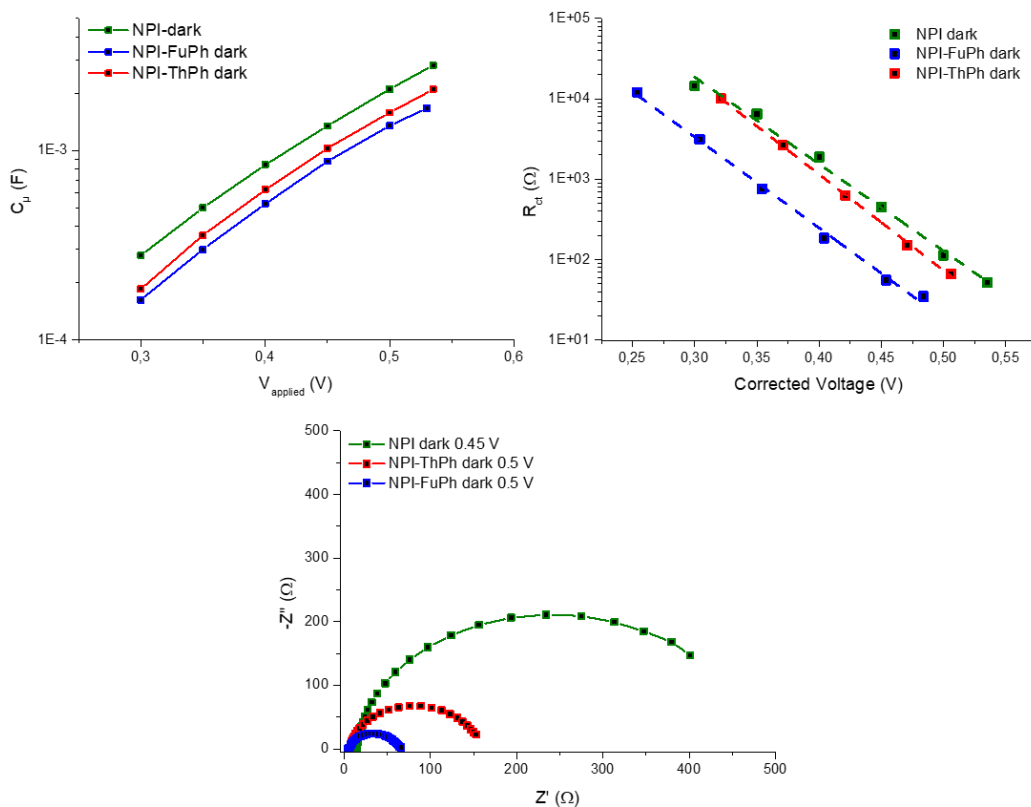 NPI-dark
NPI-FuPh dark
NPI-ThPh dark
1E-3
1E-4
C_μ (F)
0,3
0,4
0,5
0,6
V_applied (V)
NPI dark
NPI-FuPh dark
NPI-ThPh dark
1E+05
1E+04
1E+03
1E+02
1E+01
R_ct (Ω)
0,25
0,30
0,35
0,40
0,45
0,50
0,55
Corrected Voltage (V)
NPI dark 0.45 V
NPI-ThPh dark 0.5 V
NPI-FuPh dark 0.5 V
500
400
300
200
100
0
-Z" (Ω)
0
100
200
300
400
500
Z' (Ω)